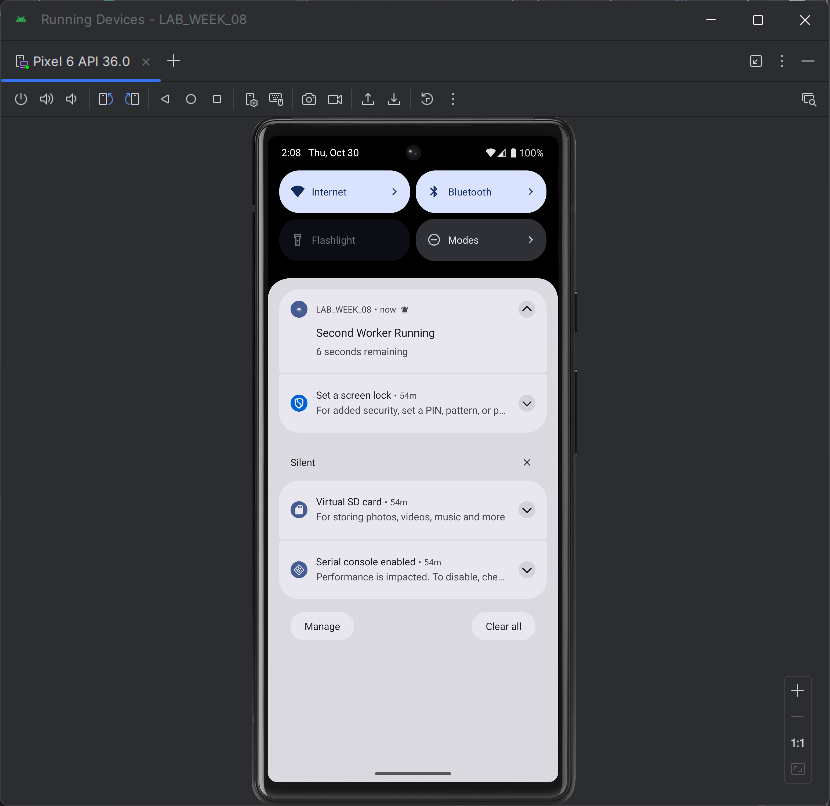 Running Devices - LAB_WEEK_08
Pixel 6 API 36.0
2:08 Thu, Oct 30 100%
Internet
Bluetooth
Flashlight
Modes
LAB_WEEK_08 • now
Second Worker Running
6 seconds remaining
Set a screen lock • 54m
For added security, set a PIN, pattern, or p...
Silent
Virtual SD card • 54m
For storing photos, videos, music and more
Serial console enabled • 54m
Performance is impacted. To disable, che...
Manage
Clear all
1:1